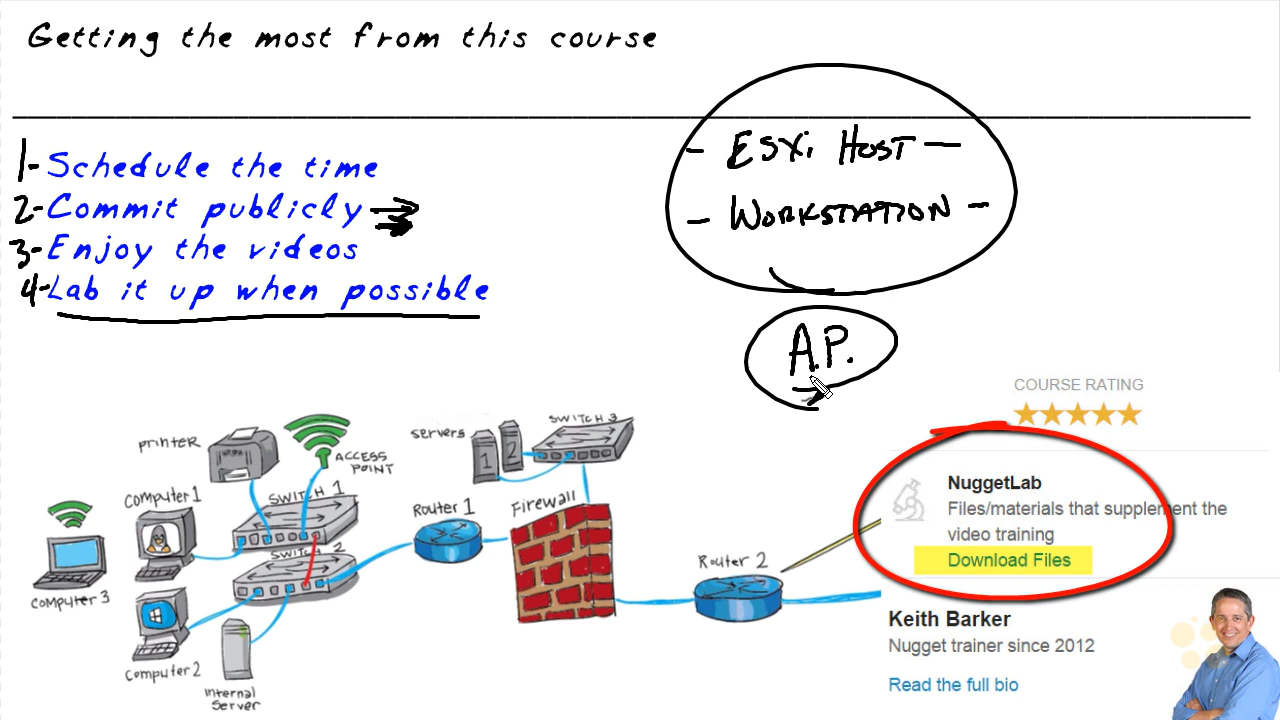 Getting the most from this course
1-Schedule the time
2-Commit publicly
3-Enjoy the videos
4-Lab it up when possible
- ESXi HOST -
- WORKSTATION -
A.P.
COURSE RATING
NuggetLab
Files/materials that supplement the
video training
Download Files
Keith Barker
Nugget trainer since 2012
Read the full bio
printer
ACCESS
POINT
servers
1
2
SWITCH 3
computer 1
SWITCH 1
Router 1
Firewall
SWITCH 2
Router 2
computer 3
computer 2
internal
server